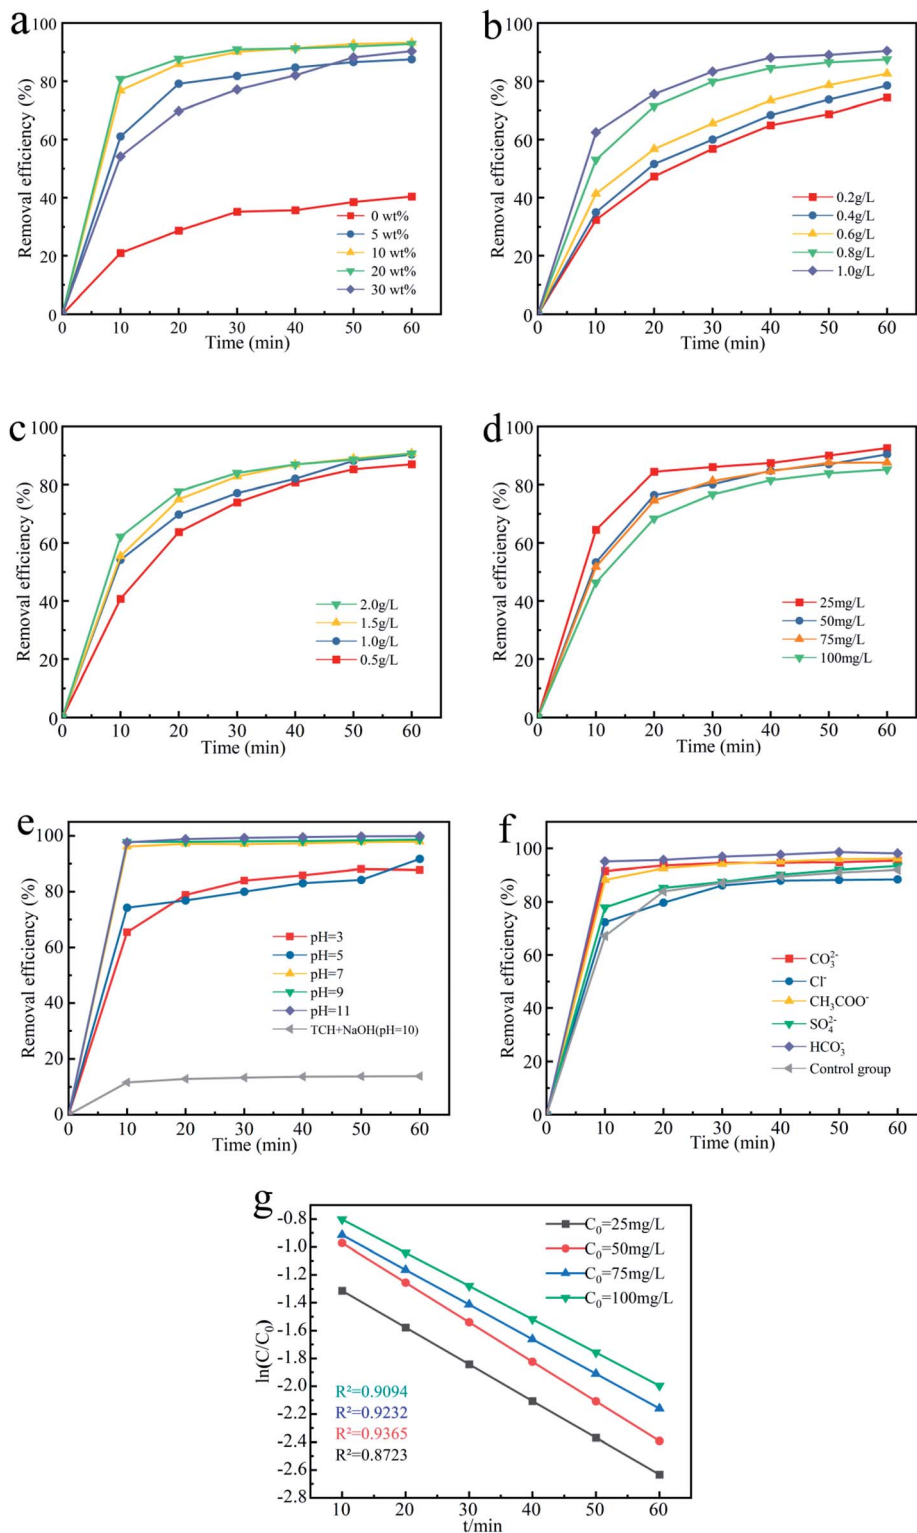 a
100
80
60
40
20
0
0 10 20 30 40 50 60
Removal efficiency (%)
Time (min)
0 wt%
5 wt%
10 wt%
20 wt%
30 wt%
b
100
80
60
40
20
0
0 10 20 30 40 50 60
Removal efficiency (%)
Time (min)
0.2g/L
0.4g/L
0.6g/L
0.8g/L
1.0g/L
c
100
80
60
40
20
0
0 10 20 30 40 50 60
Removal efficiency (%)
Time (min)
2.0g/L
1.5g/L
1.0g/L
0.5g/L
d
100
80
60
40
20
0
0 10 20 30 40 50 60
Removal efficiency (%)
Time (min)
25mg/L
50mg/L
75mg/L
100mg/L
e
100
80
60
40
20
0
0 10 20 30 40 50 60
Removal efficiency (%)
Time (min)
pH=3
pH=5
pH=7
pH=9
pH=11
TCH+NaOH(pH=10)
f
100
80
60
40
20
0
0 10 20 30 40 50 60
Removal efficiency (%)
Time (min)
CO₃²⁻
Cl⁻
CH₃COO⁻
SO₄²⁻
HCO₃⁻
Control group
g
-0.8
-1.0
-1.2
-1.4
-1.6
-1.8
-2.0
-2.2
-2.4
-2.6
-2.8
10 20 30 40 50 60
ln(C/C₀)
t/min
C₀=25mg/L
C₀=50mg/L
C₀=75mg/L
C₀=100mg/L
R²=0.9094
R²=0.9232
R²=0.9365
R²=0.8723